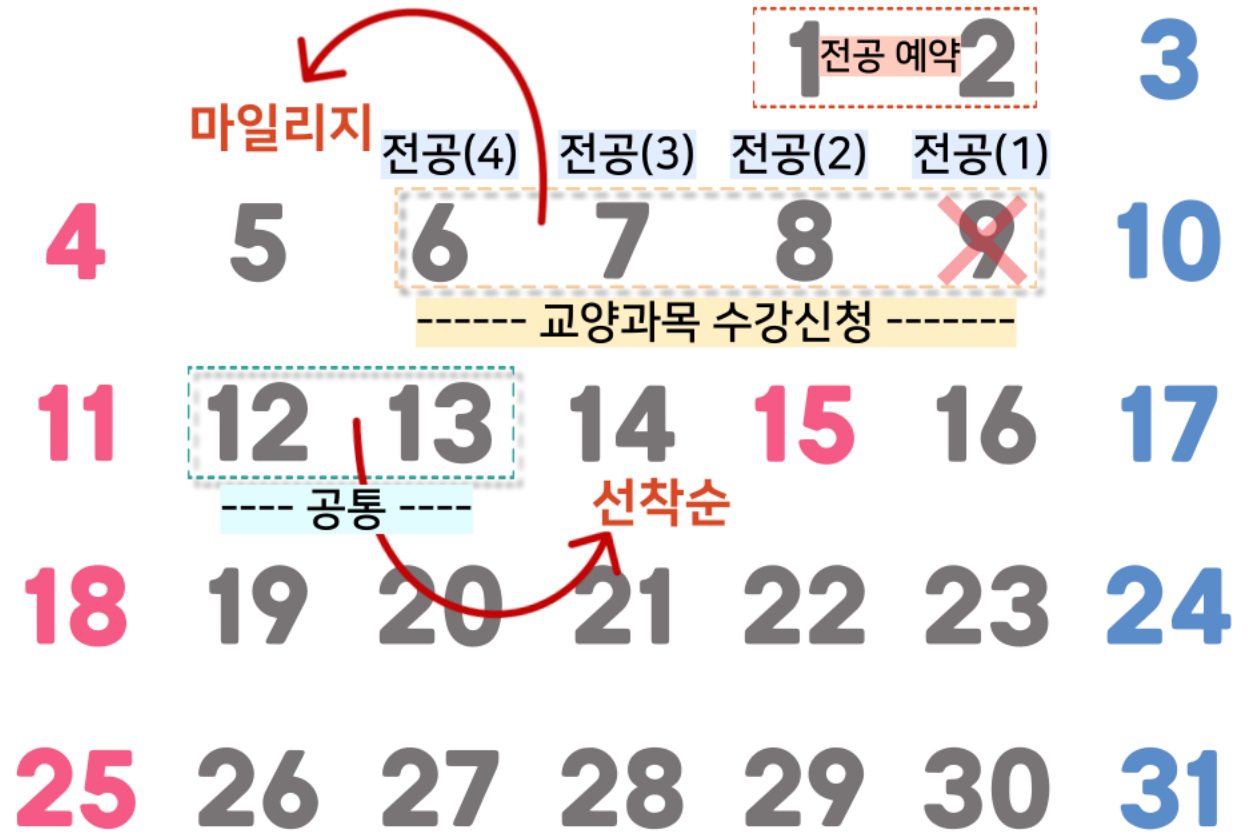 1 전공 예약 2 3
마일리지
전공(4) 전공(3) 전공(2) 전공(1)
4 5 6 7 8 9 10
------ 교양과목 수강신청 -------
11 12 13 14 15 16 17
---- 공통 ----
선착순
18 19 20 21 22 23 24
25 26 27 28 29 30 31